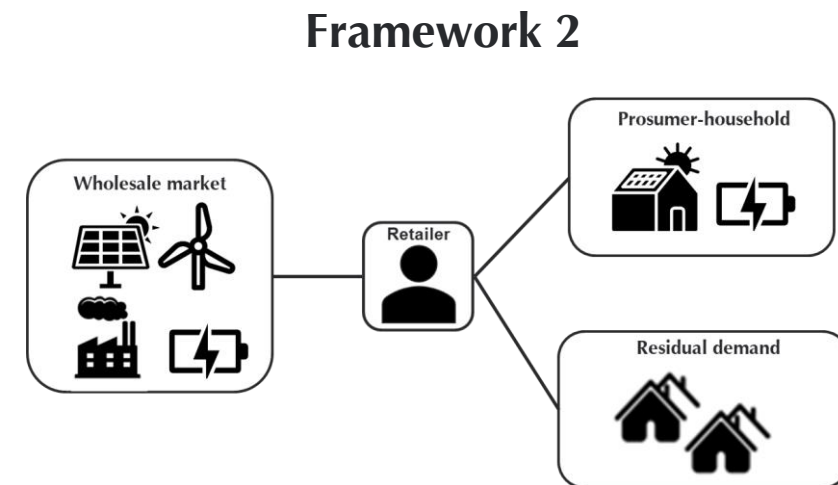 Framework 2
Prosumer-household
Wholesale market
Retailer
Residual demand